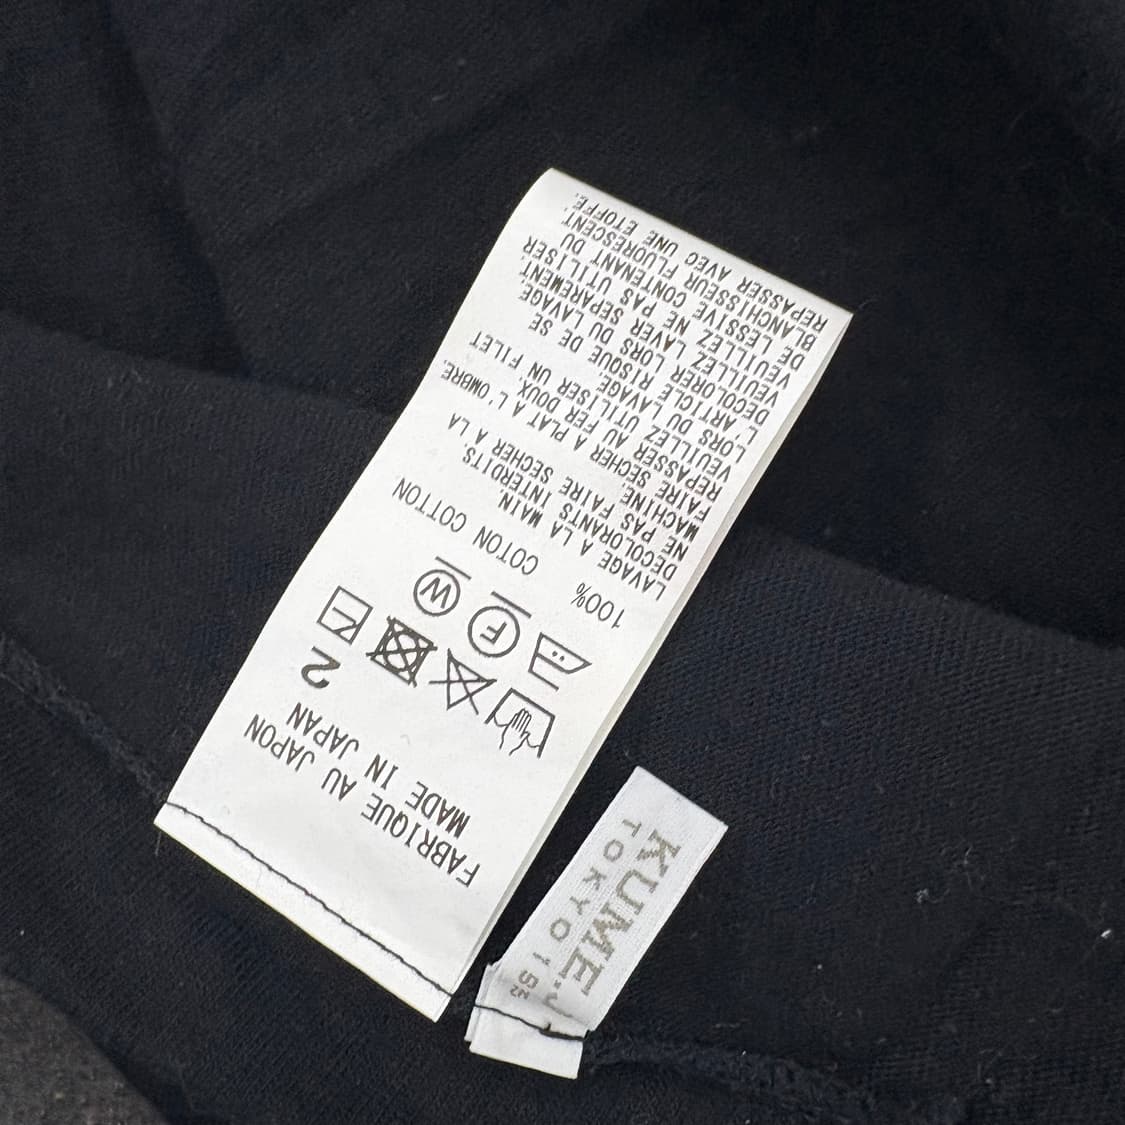 FABRIQUE AU JAPON
MADE IN JAPAN
2
F W
100% COTON COTTON
LAVAGE A LA MAIN.
DECOLORANTS INTERDITS.
NE PAS FAIRE SECHER A LA
MACHINE.
FAIRE SECHER A PLAT A L'OMBRE.
REPASSER AU FER DOUX.
VEUILLEZ UTILISER UN FILET
LORS DU LAVAGE.
L'ARTICLE RISQUE DE SE
DECOLORER LORS DU LAVAGE.
VEUILLEZ LAVER SEPAREMENT.
VEUILLEZ NE PAS UTILISER
DE LESSIVE CONTENANT DU
BLANCHISSEUR FLUORESCENT.
REPASSER AVEC UNE ETOFFE.
KUME.J
TOKYO